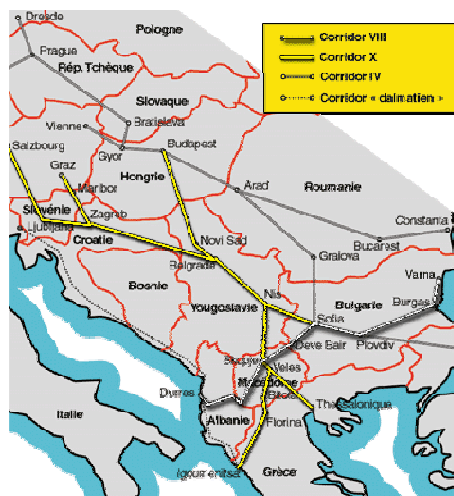 Dresde
Pologne
Corridor VIII
Corridor X
Corridor IV
Corridor « dalmatien »
Prague
Rép. Tchèque
Slovaque
Vienne
Bratislava
Salzbourg
Gyor
Budapest
Graz
Hongrie
Maribor
Arad
Roumanie
Slovénie
Zagreb
Constanta
Ljubljana
Croatie
Novi Sad
Bucarest
Belgrade
Graiova
Bosnie
Varna
Nis
Yougoslavie
Bulgarie
Burgas
Sofia
Deve Bair
Plovdiv
Skopje
Veles
Macédoine
Durres
Bitola
Thessalonique
Albanie
Florina
Italie
Igoumenitsa
Grèce